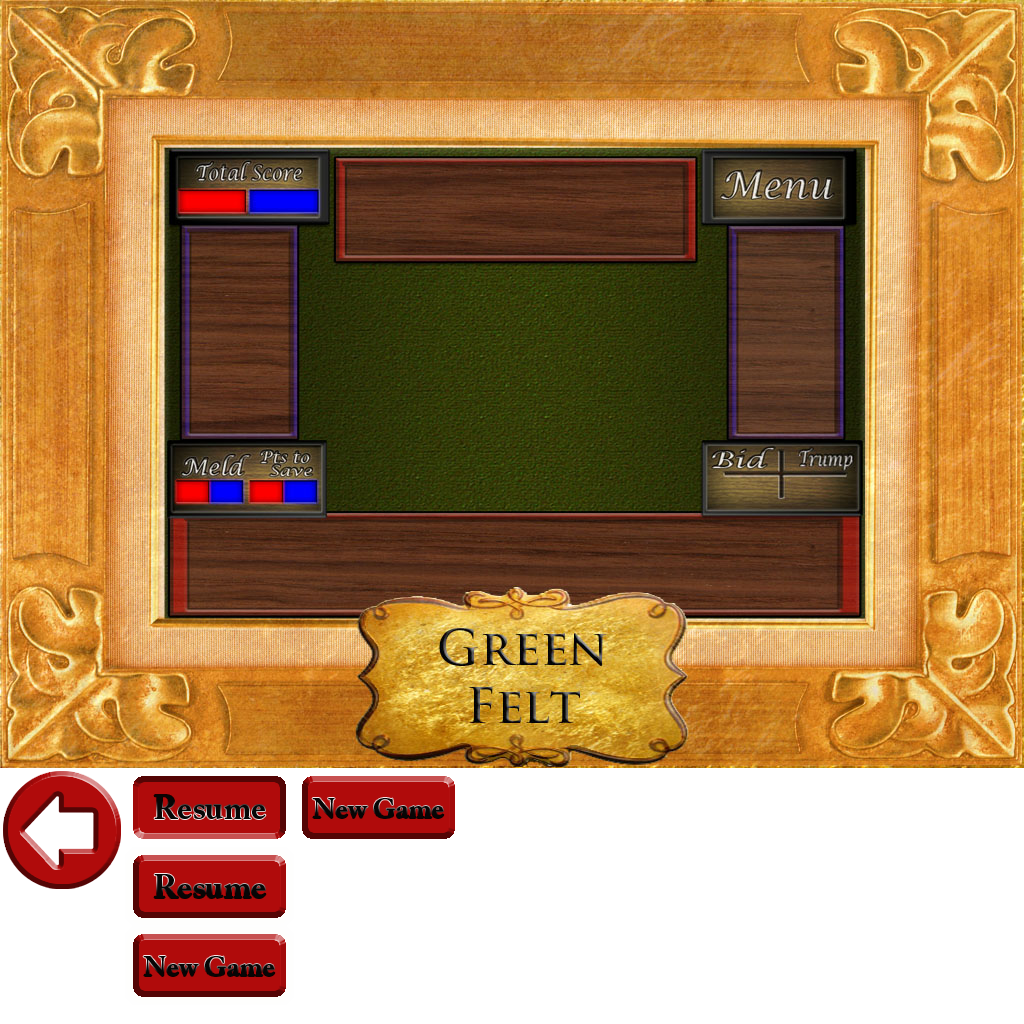 Total Score
Menu
Meld
Pts to
Save
Bid
Trump
GREEN
FELT
Resume
New Game
Resume
New Game